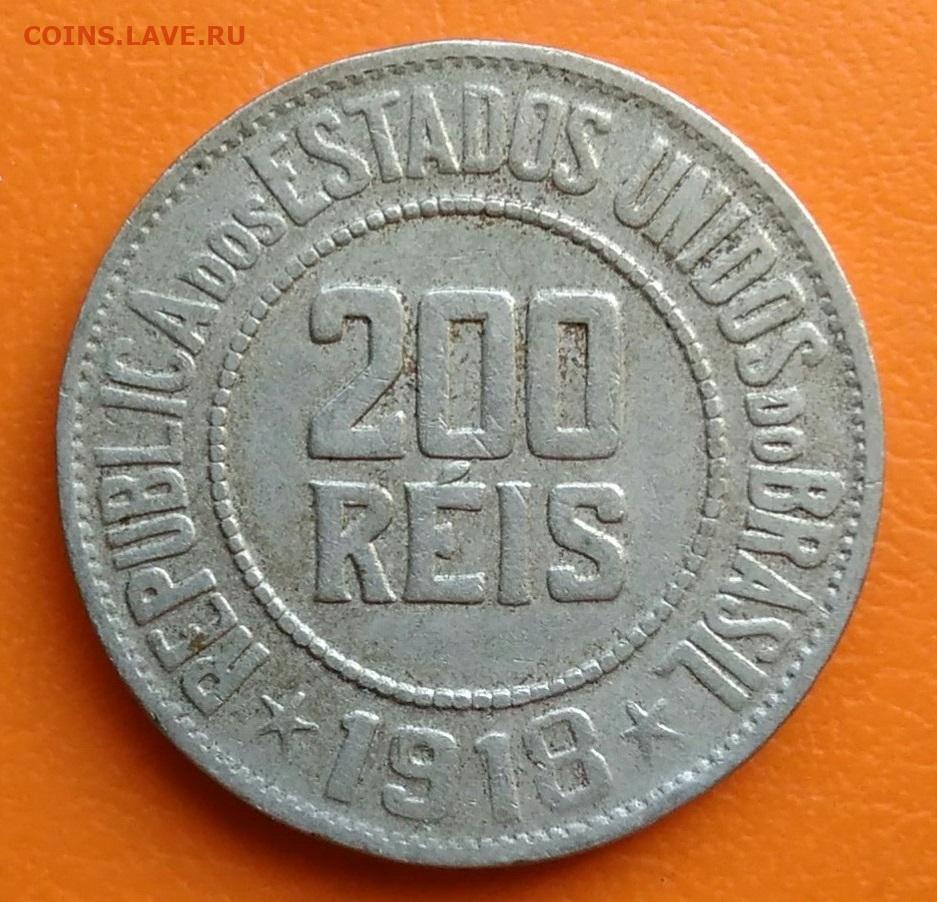 COINS.LAVE.RU
REPUBLICA DOS ESTADOS UNIDOS DO BRASIL
200
RÉIS
★ 1918 ★